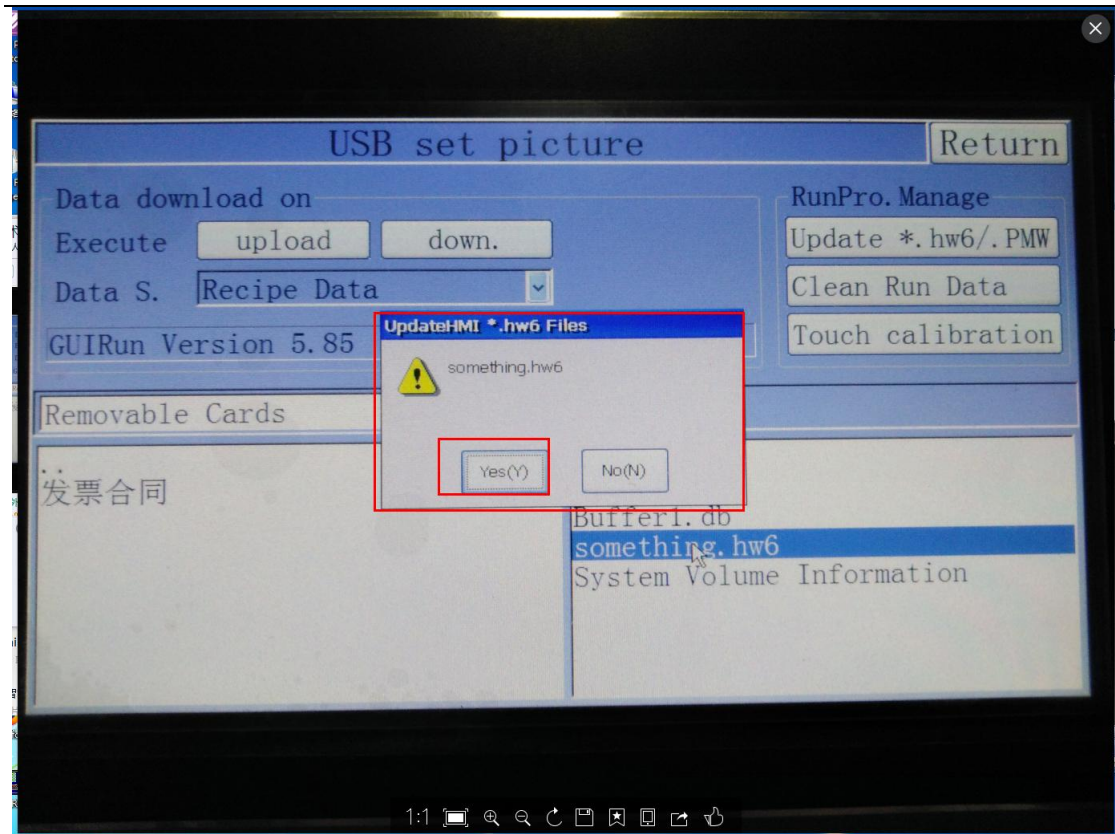 USB set picture
Return
Data download on
Execute
upload
down.
Data S.
Recipe Data
GUIRun Version 5.85
RunPro.Manage
Update *.hw6/.PMW
Clean Run Data
Touch calibration
UpdateHMI *.hw6 Files
something.hw6
Yes(Y)
No(N)
Removable Cards
..
发票合同
Buffer1.db
something.hw6
System Volume Information
1:1